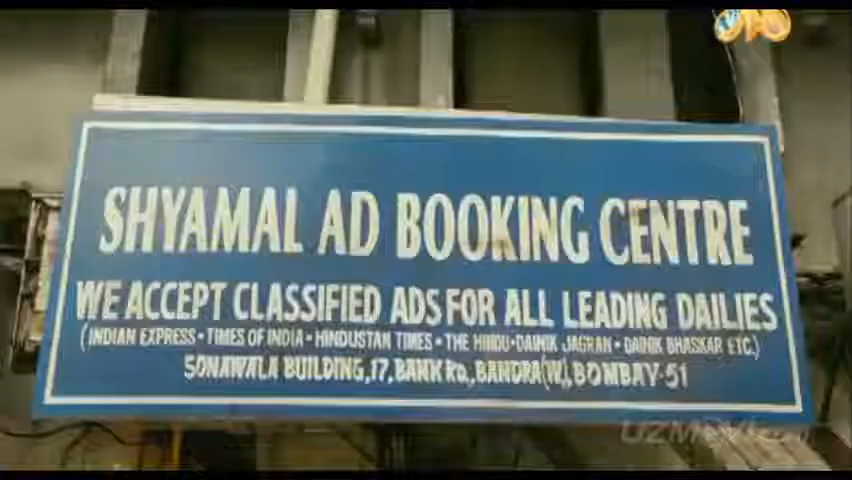 SHYAMAL AD BOOKING CENTRE
WE ACCEPT CLASSIFIED ADS FOR ALL LEADING DAILIES
(INDIAN EXPRESS • TIMES OF INDIA • HINDUSTAN TIMES • THE HINDU • DAINIK JAGRAN • DAINIK BHASKAR ETC.)
SONAWALA BUILDING, 17, BANK RD., BANDRA (W), BOMBAY-51